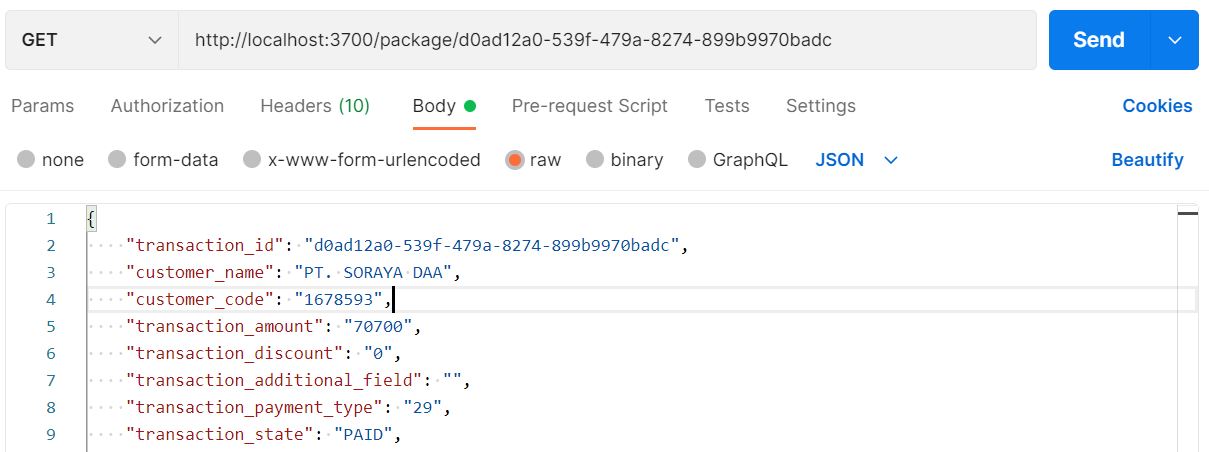 GET http://localhost:3700/package/d0ad12a0-539f-479a-8274-899b9970badc Send
Params Authorization Headers (10) Body Pre-request Script Tests Settings Cookies
none form-data x-www-form-urlencoded raw binary GraphQL JSON Beautify
1 {
2 "transaction_id": "d0ad12a0-539f-479a-8274-899b9970badc",
3 "customer_name": "PT. SORAYA DAA",
4 "customer_code": "1678593",
5 "transaction_amount": "70700",
6 "transaction_discount": "0",
7 "transaction_additional_field": "",
8 "transaction_payment_type": "29",
9 "transaction_state": "PAID",